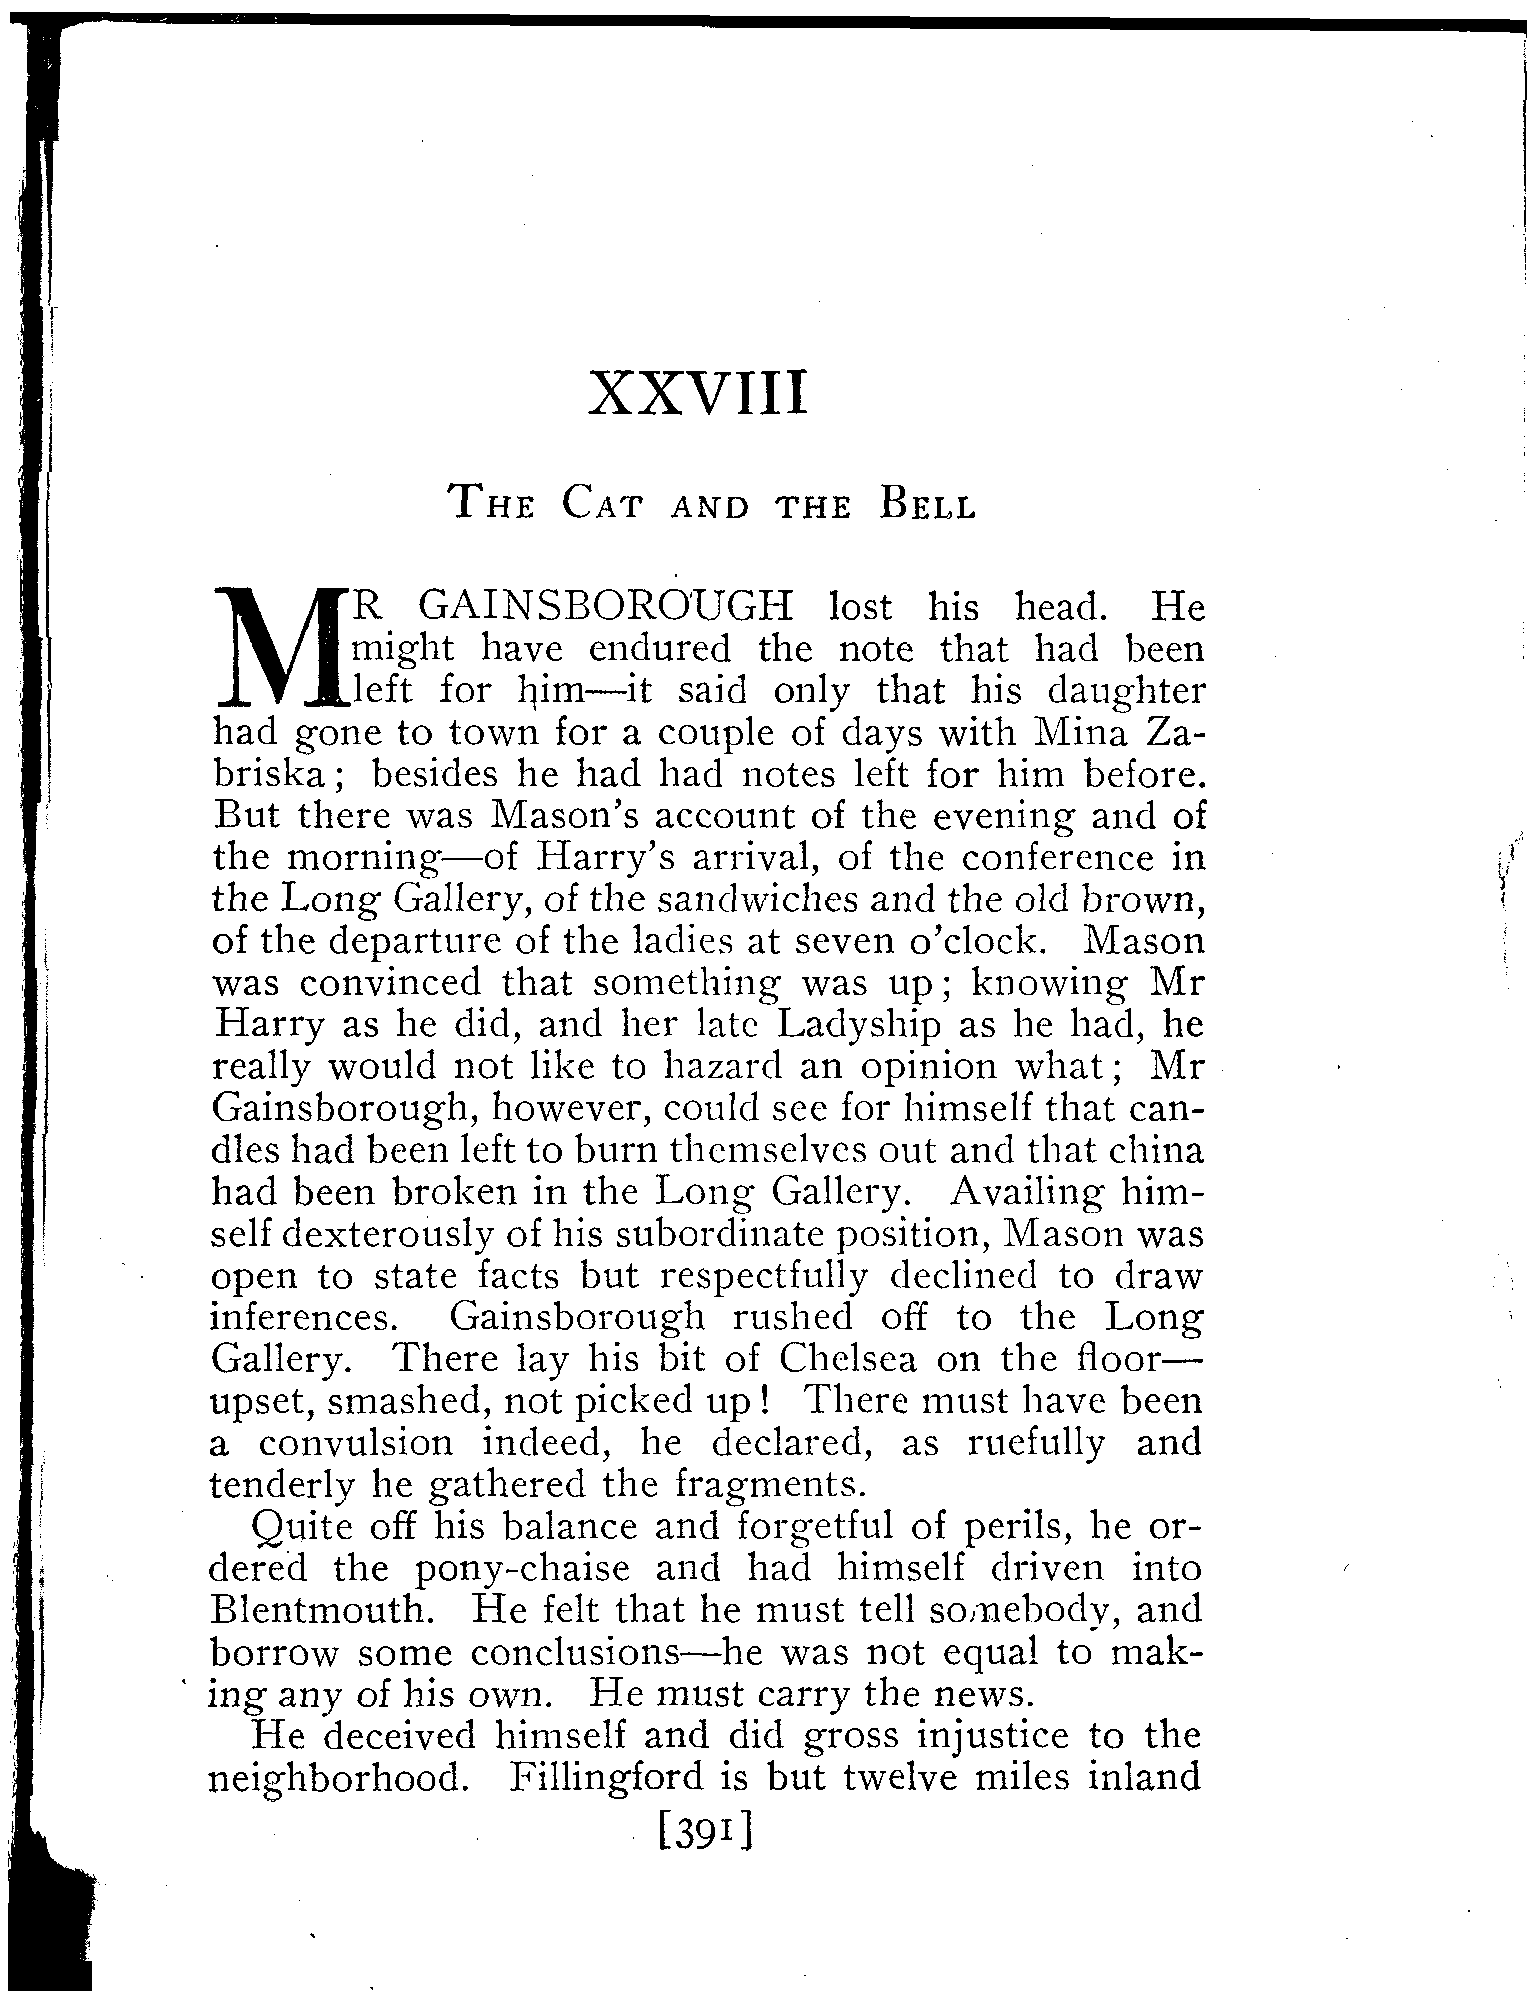 XXVIII
The Cat and the Bell
MR GAINSBOROUGH lost his head. He
might have endured the note that had been
left for him—it said only that his daughter
had gone to town for a couple of days with Mina Za-
briska; besides he had had notes left for him before.
But there was Mason's account of the evening and of
the morning—of Harry's arrival, of the conference in
the Long Gallery, of the sandwiches and the old brown,
of the departure of the ladies at seven o'clock. Mason
was convinced that something was up; knowing Mr
Harry as he did, and her late Ladyship as he had, he
really would not like to hazard an opinion what; Mr
Gainsborough, however, could see for himself that can-
dles had been left to burn themselves out and that china
had been broken in the Long Gallery. Availing him-
self dexterously of his subordinate position, Mason was
open to state facts but respectfully declined to draw
inferences. Gainsborough rushed off to the Long
Gallery. There lay his bit of Chelsea on the floor—
upset, smashed, not picked up! There must have been
a convulsion indeed, he declared, as ruefully and
tenderly he gathered the fragments.
Quite off his balance and forgetful of perils, he or-
dered the pony-chaise and had himself driven into
Blentmouth. He felt that he must tell somebody, and
borrow some conclusions—he was not equal to mak-
ing any of his own. He must carry the news.
He deceived himself and did gross injustice to the
neighborhood. Fillingford is but twelve miles inland
[391]